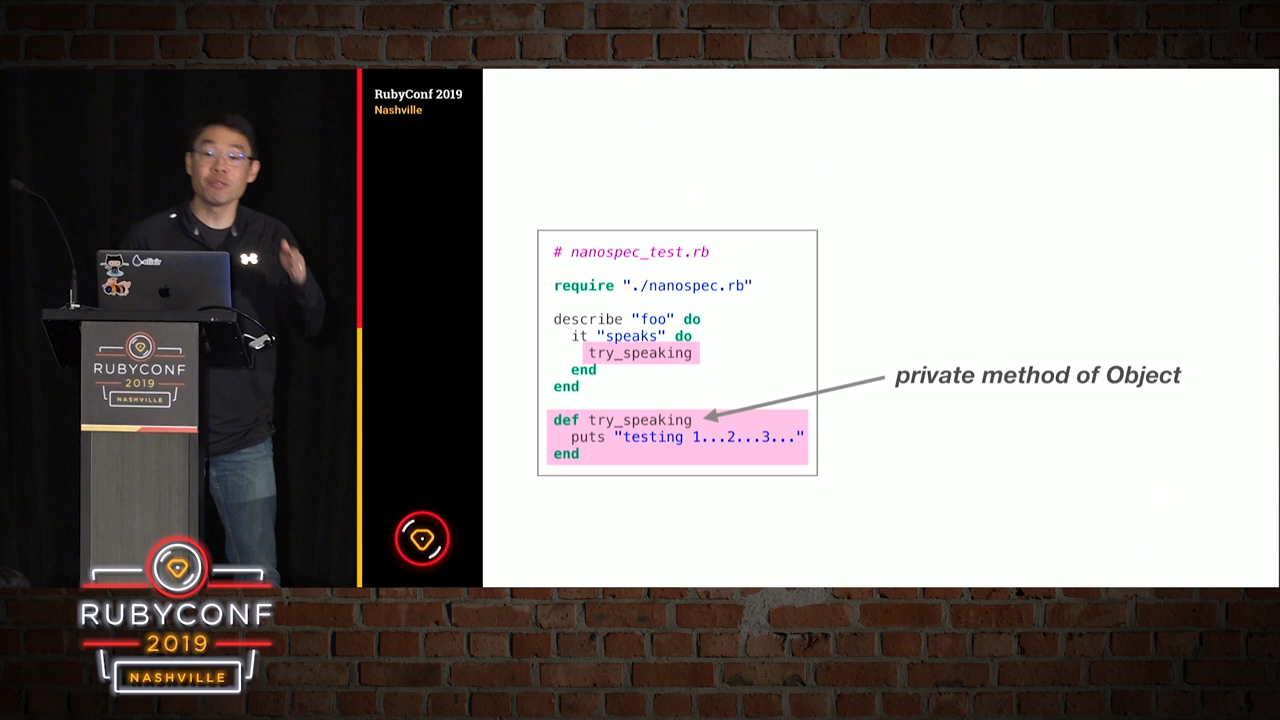 RubyConf 2019
Nashville
# nanospec_test.rb
require "./nanospec.rb"
describe "foo" do
it "speaks" do
try_speaking
end
end
def try_speaking
puts "testing 1...2...3..."
end
private method of Object
elixir
RUBYCONF
2019
NASHVILLE
RUBYCONF
2019
NASHVILLE